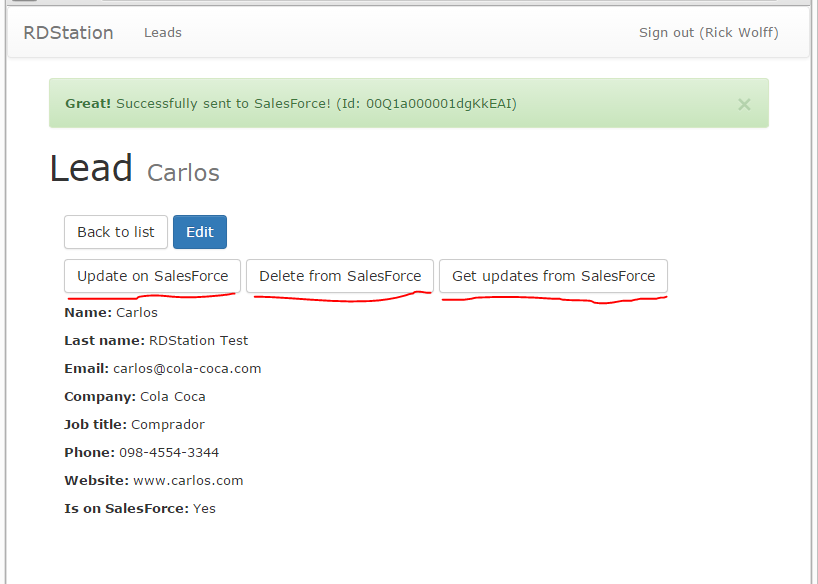 RDStation Leads Sign out (Rick Wolff)
Great! Successfully sent to SalesForce! (Id: 00Q1a000001dgKkEAI) ×
Lead Carlos
Back to list Edit
Update on SalesForce Delete from SalesForce Get updates from SalesForce
Name: Carlos
Last name: RDStation Test
Email: carlos@cola-coca.com
Company: Cola Coca
Job title: Comprador
Phone: 098-4554-3344
Website: www.carlos.com
Is on SalesForce: Yes